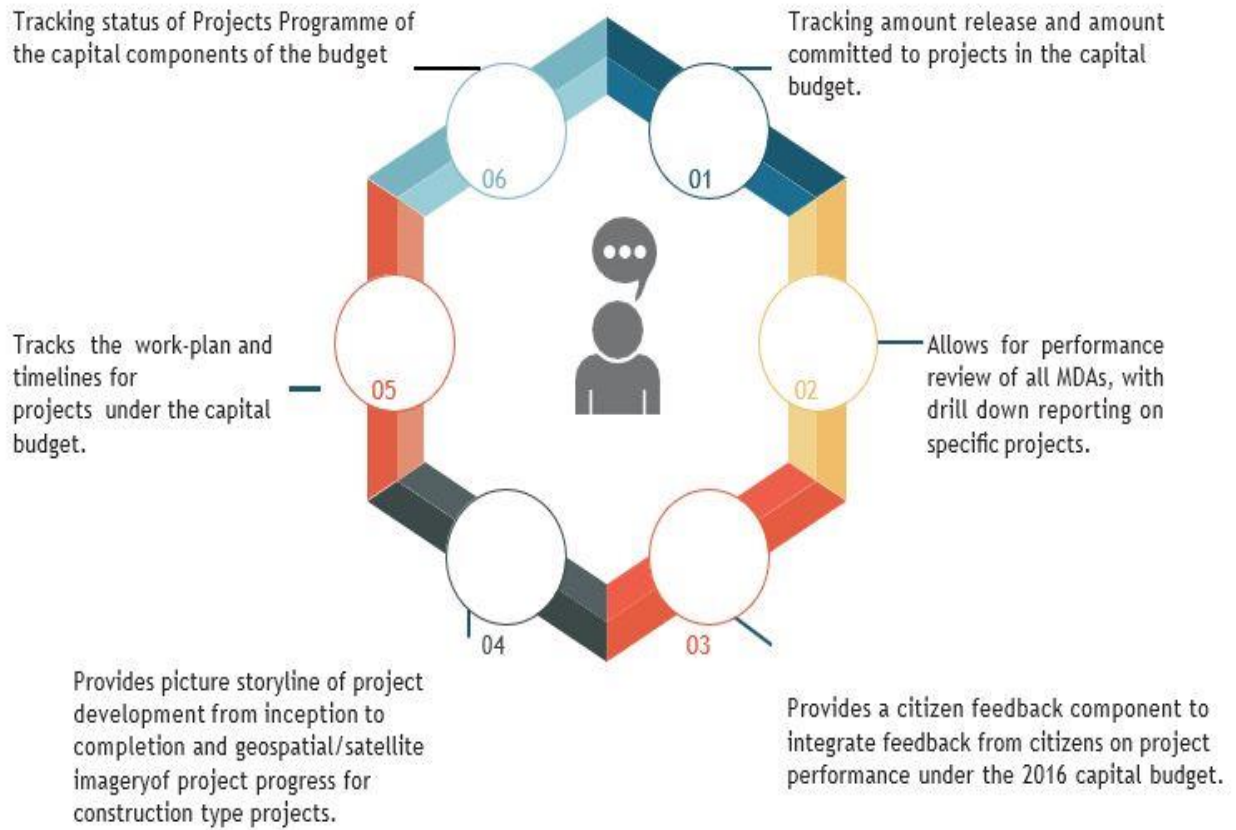 Tracking status of Projects Programme of
the capital components of the budget
06
Tracking amount release and amount
committed to projects in the capital
budget.
01
Tracks the work-plan and
timelines for
projects under the capital
budget.
05
02
Allows for performance
review of all MDAs, with
drill down reporting on
specific projects.
04
Provides picture storyline of project
development from inception to
completion and geospatial/satellite
imageryof project progress for
construction type projects.
03
Provides a citizen feedback component to
integrate feedback from citizens on project
performance under the 2016 capital budget.